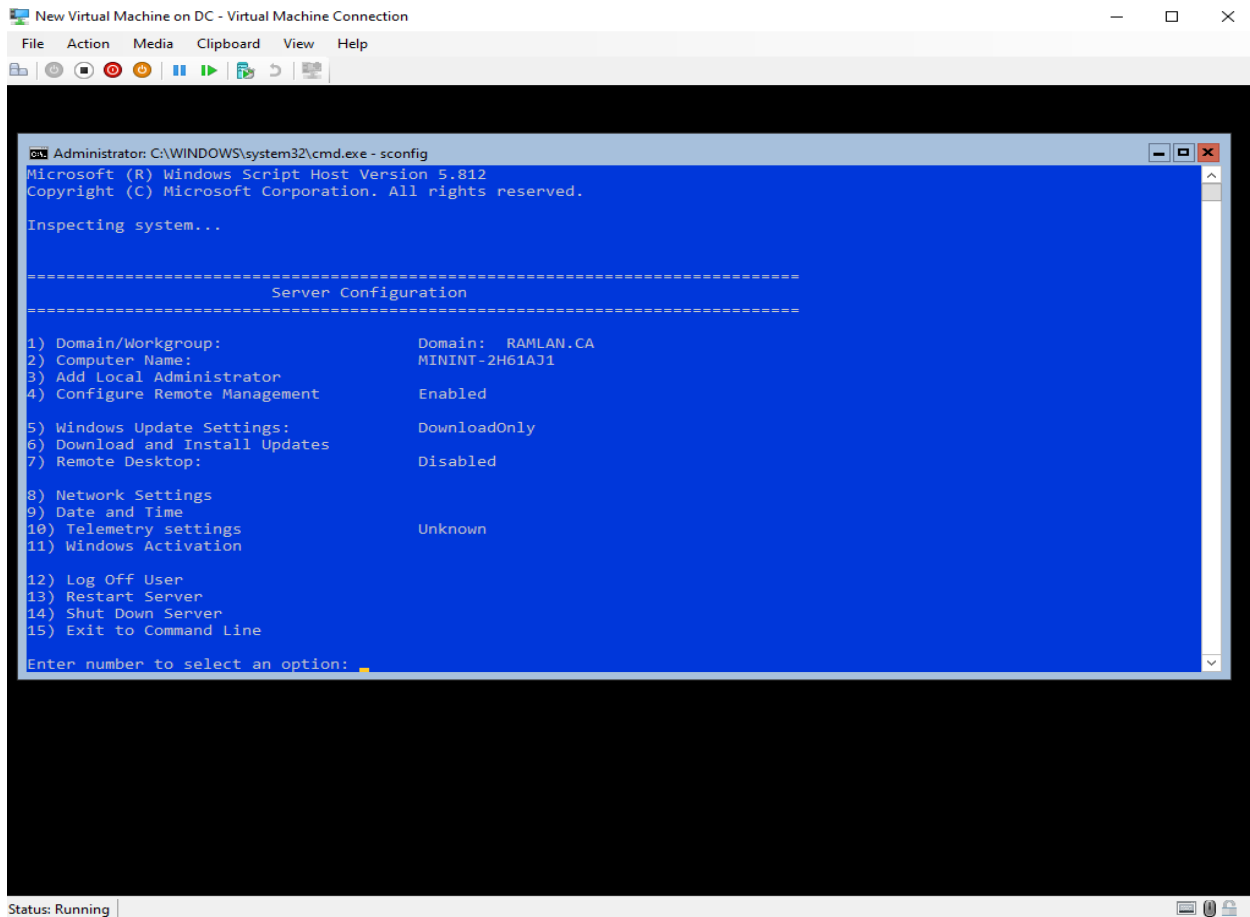 New Virtual Machine on DC - Virtual Machine Connection
File Action Media Clipboard View Help
Administrator: C:\WINDOWS\system32\cmd.exe - sconfig
Microsoft (R) Windows Script Host Version 5.812
Copyright (C) Microsoft Corporation. All rights reserved.
Inspecting system...
===============================================================================
Server Configuration
===============================================================================
1) Domain/Workgroup: Domain: RAMLAN.CA
2) Computer Name: MININT-2H61AJ1
3) Add Local Administrator
4) Configure Remote Management Enabled
5) Windows Update Settings: DownloadOnly
6) Download and Install Updates
7) Remote Desktop: Disabled
8) Network Settings
9) Date and Time
10) Telemetry settings Unknown
11) Windows Activation
12) Log Off User
13) Restart Server
14) Shut Down Server
15) Exit to Command Line
Enter number to select an option:
Status: Running